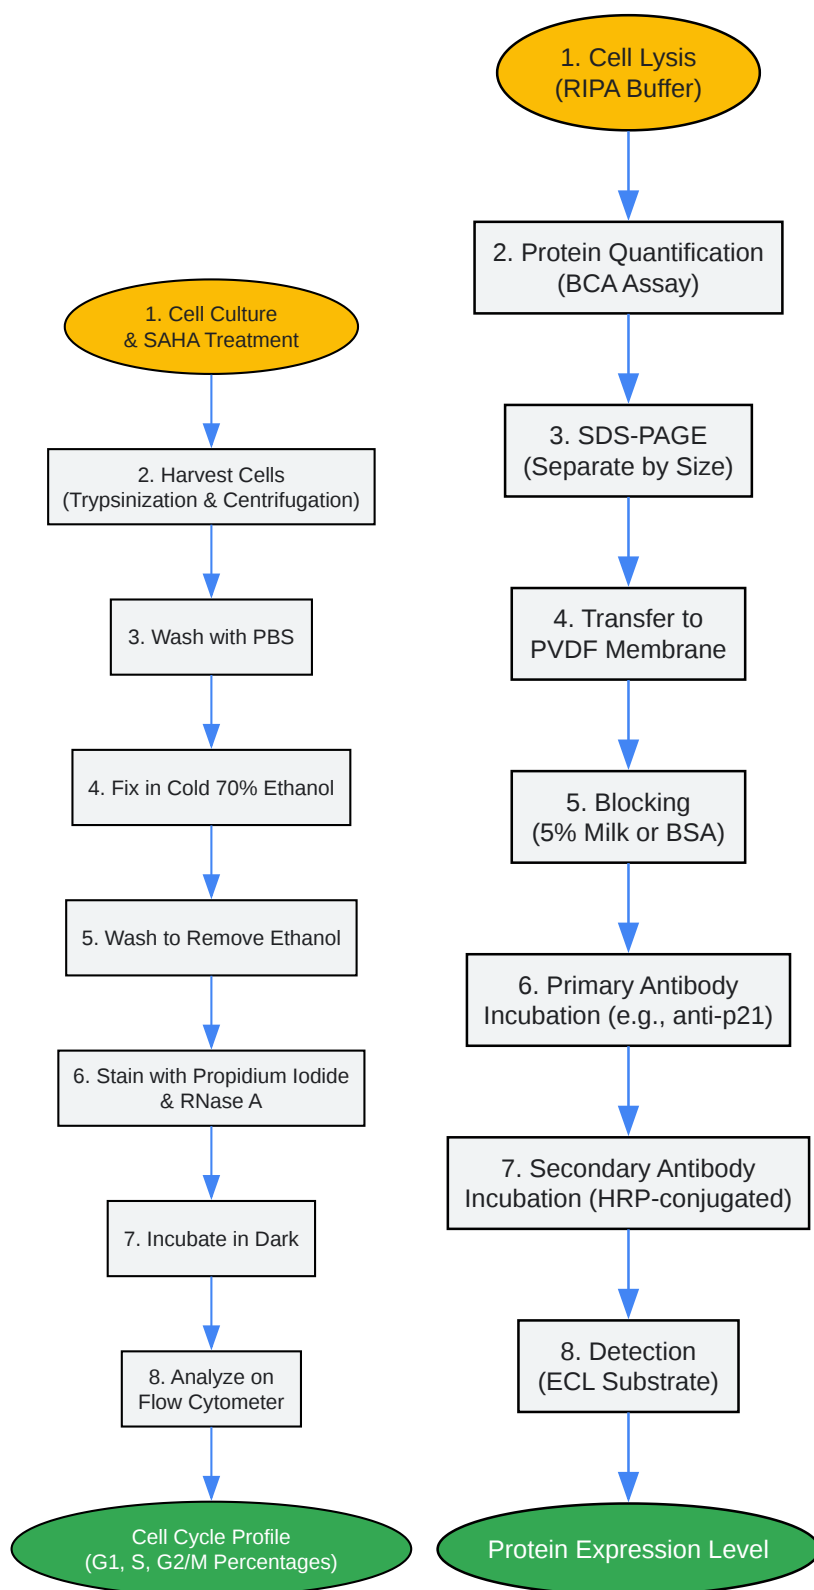 1. Cell Culture
& SAHA Treatment
2. Harvest Cells
(Trypsinization & Centrifugation)
3. Wash with PBS
4. Fix in Cold 70% Ethanol
5. Wash to Remove Ethanol
6. Stain with Propidium Iodide
& RNase A
7. Incubate in Dark
8. Analyze on
Flow Cytometer
Cell Cycle Profile
(G1, S, G2/M Percentages)
1. Cell Lysis
(RIPA Buffer)
2. Protein Quantification
(BCA Assay)
3. SDS-PAGE
(Separate by Size)
4. Transfer to
PVDF Membrane
5. Blocking
(5% Milk or BSA)
6. Primary Antibody
Incubation (e.g., anti-p21)
7. Secondary Antibody
Incubation (HRP-conjugated)
8. Detection
(ECL Substrate)
Protein Expression Level